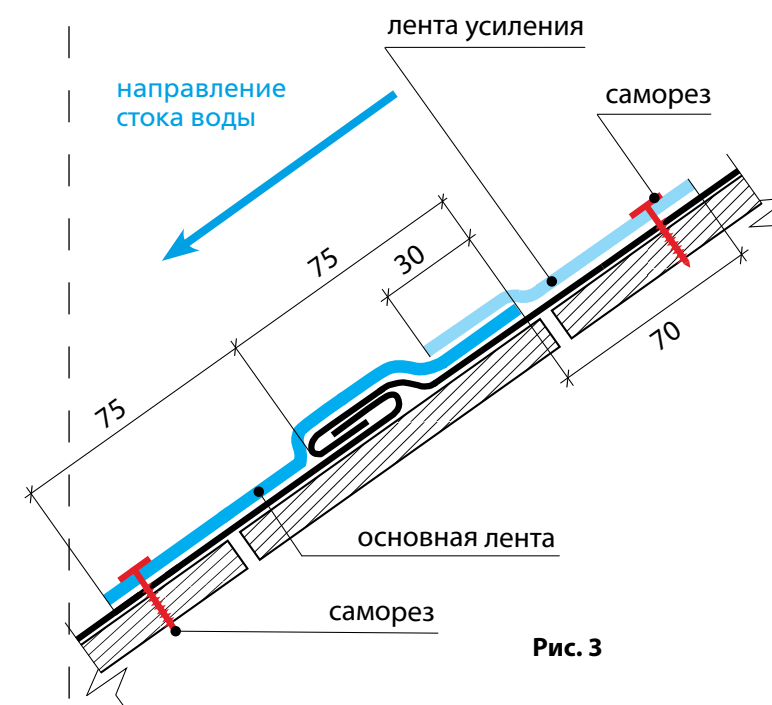 лента усиления
направление
стока воды
саморез
75
30
70
75
основная лента
саморез
Рис. 3